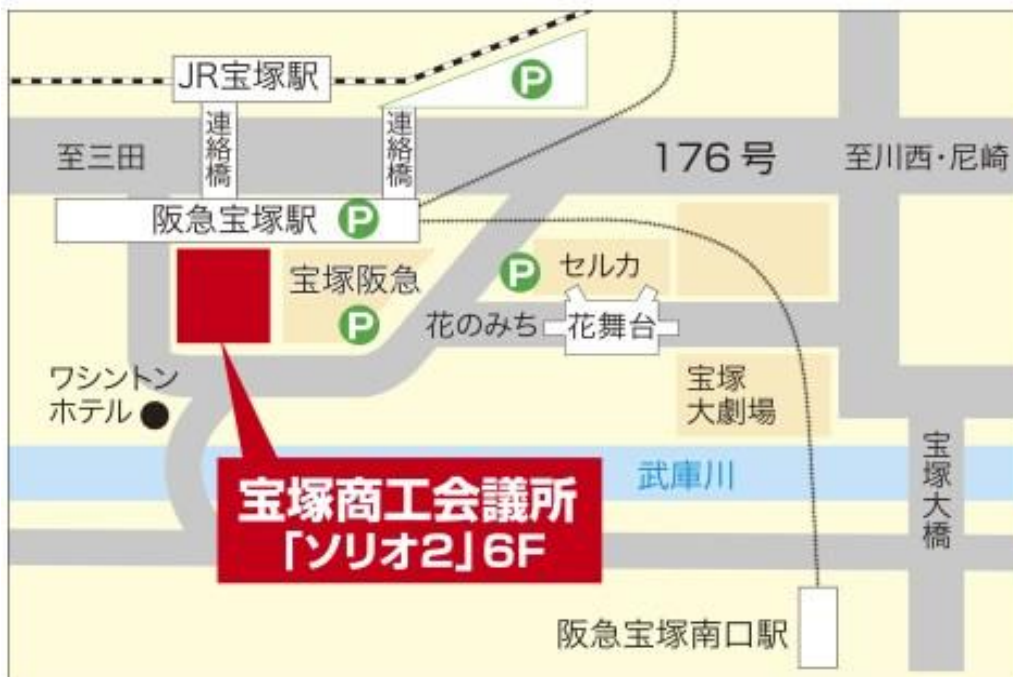 JR宝塚駅
P
連絡橋
連絡橋
至三田
176号
至川西・尼崎
阪急宝塚駅
P
宝塚阪急
P
P
セルカ
花のみち
花舞台
ワシントン
ホテル
宝塚
大劇場
武庫川
宝塚大橋
宝塚商工会議所
「ソリオ2」6F
阪急宝塚南口駅